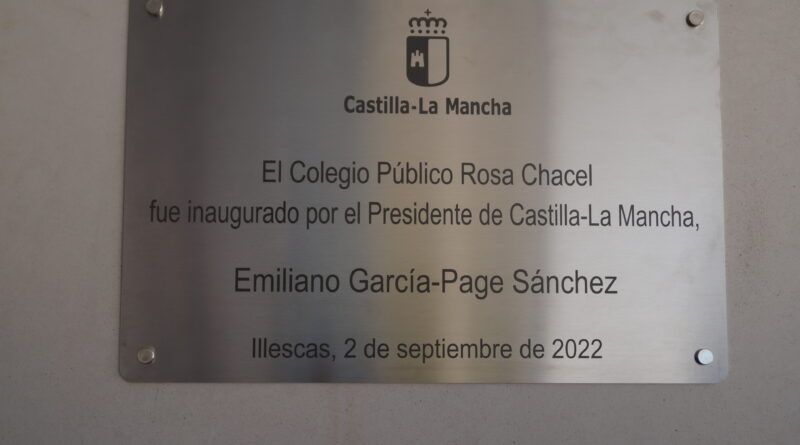 Castilla-La Mancha
El Colegio Público Rosa Chacel
fue inaugurado por el Presidente de Castilla-La Mancha,
Emiliano García-Page Sánchez
Illescas, 2 de septiembre de 2022